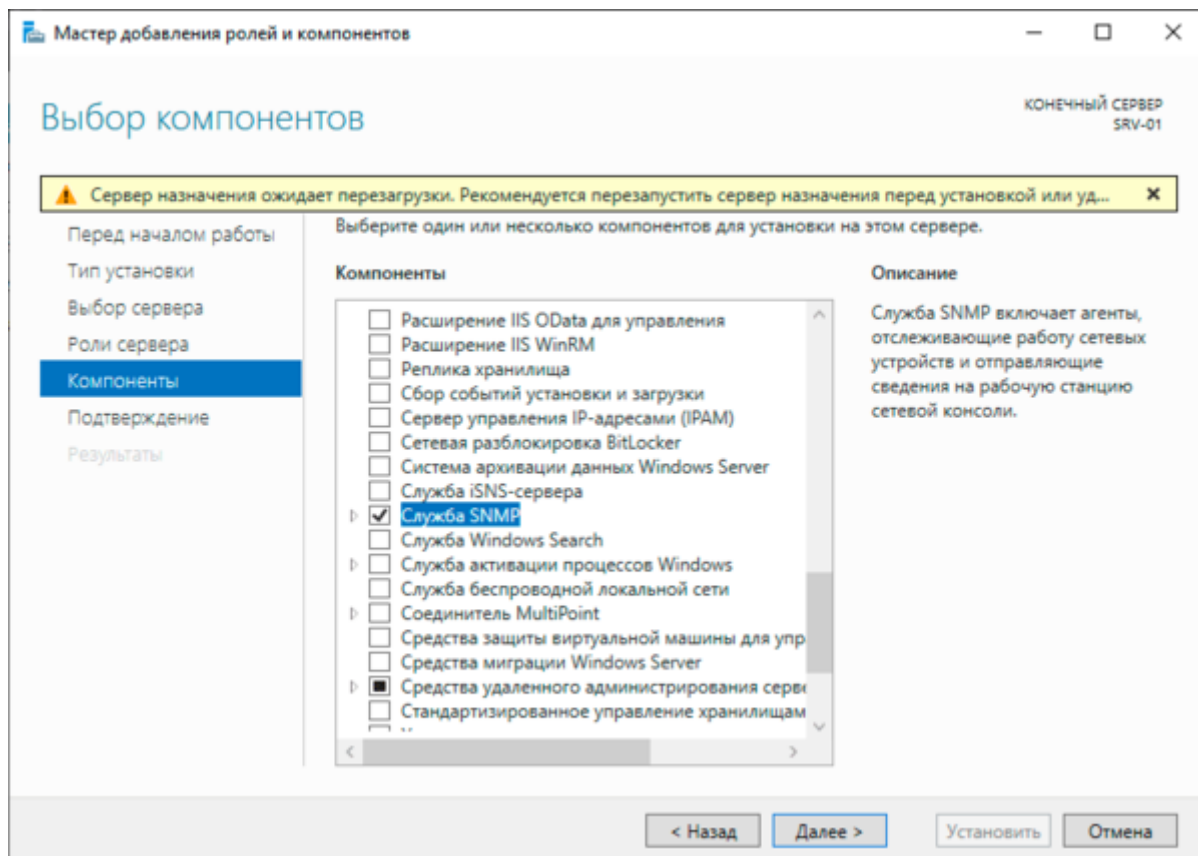 Мастер добавления ролей и компонентов
Выбор компонентов
КОНЕЧНЫЙ СЕРВЕР
SRV-01
Сервер назначения ожидает перезагрузки. Рекомендуется перезапустить сервер назначения перед установкой или уд...
Перед началом работы
Тип установки
Выбор сервера
Роли сервера
Компоненты
Подтверждение
Результаты
Выберите один или несколько компонентов для установки на этом сервере.
Компоненты
Расширение IIS OData для управления
Расширение IIS WinRM
Реплика хранилища
Сбор событий установки и загрузки
Сервер управления IP-адресами (IPAM)
Сетевая разблокировка BitLocker
Система архивации данных Windows Server
Служба iSNS-сервера
Служба SNMP
Служба Windows Search
Служба активации процессов Windows
Служба беспроводной локальной сети
Соединитель MultiPoint
Средства защиты виртуальной машины для упр
Средства миграции Windows Server
Средства удаленного администрирования серве
Стандартизированное управление хранилищам
Описание
Служба SNMP включает агенты,
отслеживающие работу сетевых
устройств и отправляющие
сведения на рабочую станцию
сетевой консоли.
< Назад
Далее >
Установить
Отмена